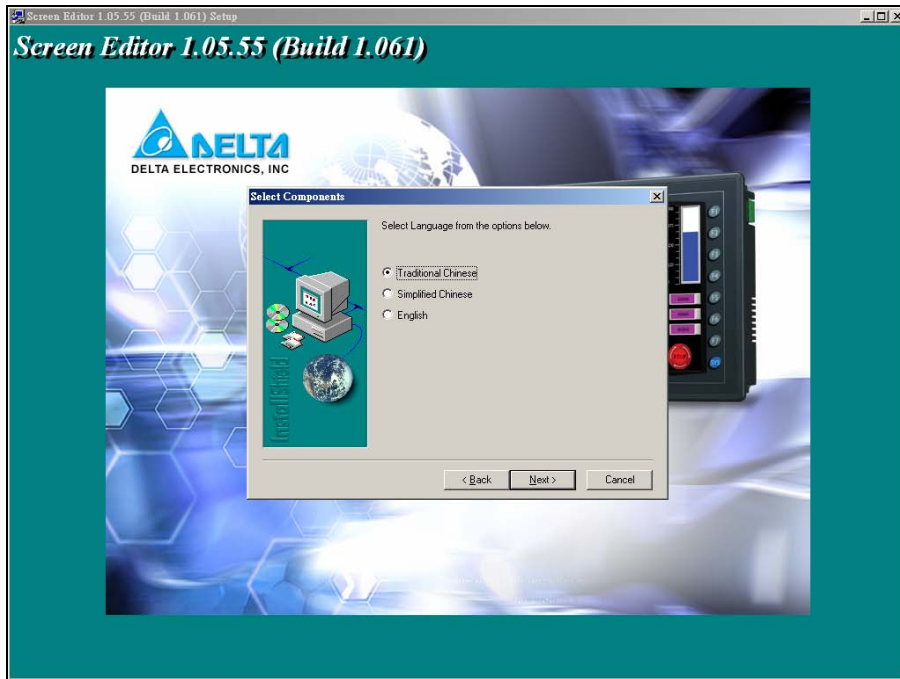 Screen Editor 1.05.55 (Build 1.061) Setup
Screen Editor 1.05.55 (Build 1.061)
DELTA
DELTA ELECTRONICS, INC
Select Components
Select Language from the options below.
Traditional Chinese
Simplified Chinese
English
InstallShield
< Back
Next >
Cancel